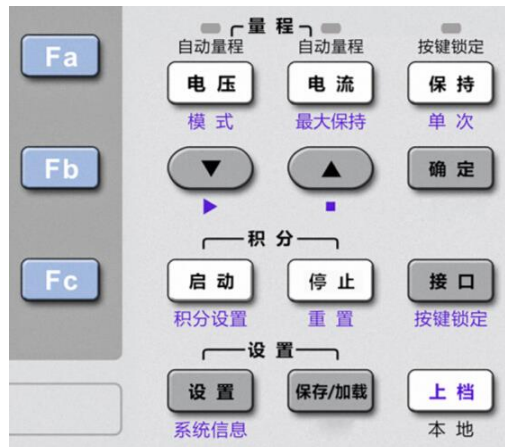 量 程
自动量程 自动量程 按键锁定
Fa 电 压 电 流 保 持
模 式 最大保持 单 次
Fb ▼ ▲ 确 定
▶ ■
积 分
Fc 启 动 停 止 接 口
积分设置 重 置 按键锁定
设 置
设 置 保存/加载 上 档
系统信息 本 地